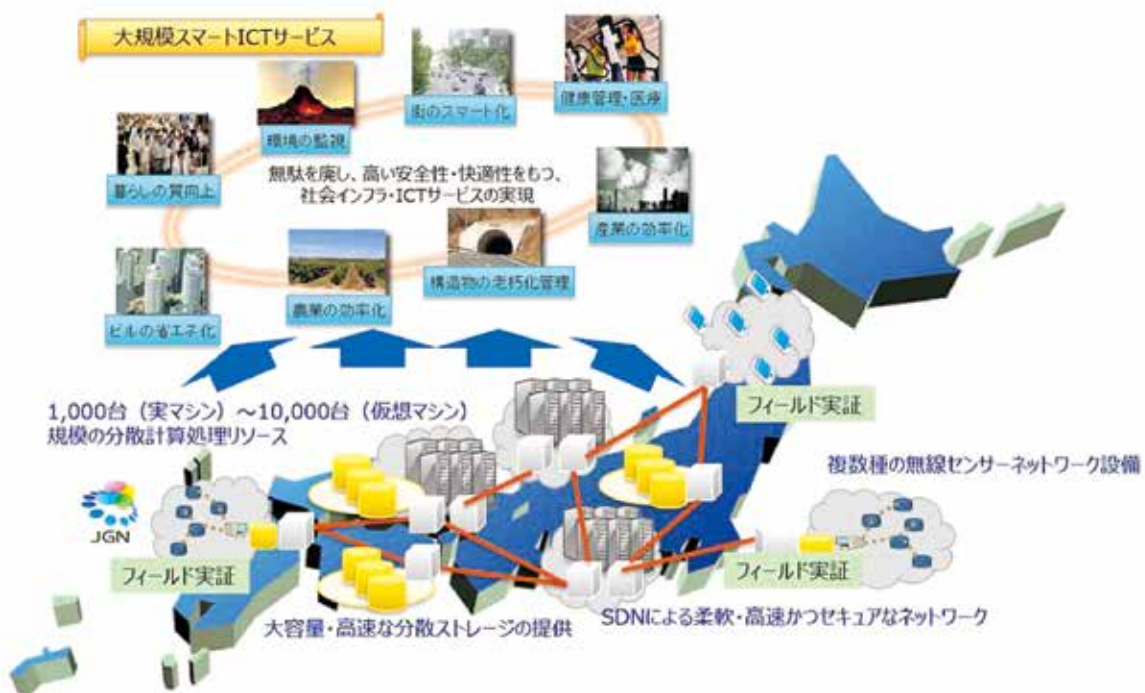 大規模スマートICTサービス
健康管理・医療
街のスマート化
環境の監視
無駄を廃し、高い安全性・快適性をもつ、
社会インフラ・ICTサービスの実現
暮らしの質向上
産業の効率化
構造物の老朽化管理
農業の効率化
ビルの省エネ化
1,000台（実マシン）～10,000台（仮想マシン）
規模の分散計算処理リソース
フィールド実証
複数種の無線センサーネットワーク設備
JGN
フィールド実証
フィールド実証
大容量・高速な分散ストレージの提供
SDNによる柔軟・高速かつセキュアなネットワーク